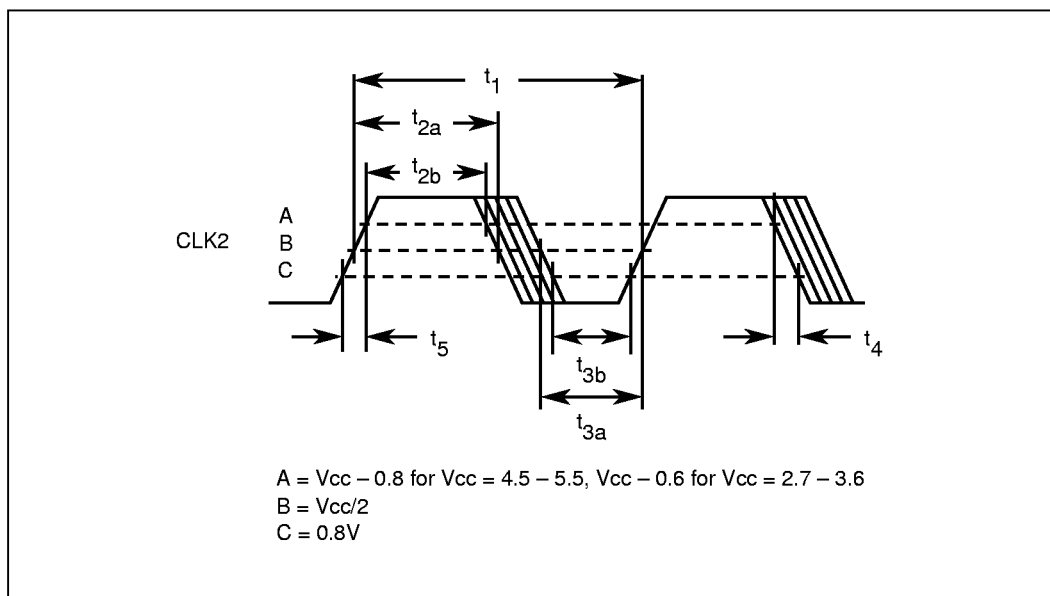 t1
t2a
t2b
A
CLK2 B
C
t5
t4
t3b
t3a
A = Vcc – 0.8 for Vcc = 4.5 – 5.5, Vcc – 0.6 for Vcc = 2.7 – 3.6
B = Vcc/2
C = 0.8V